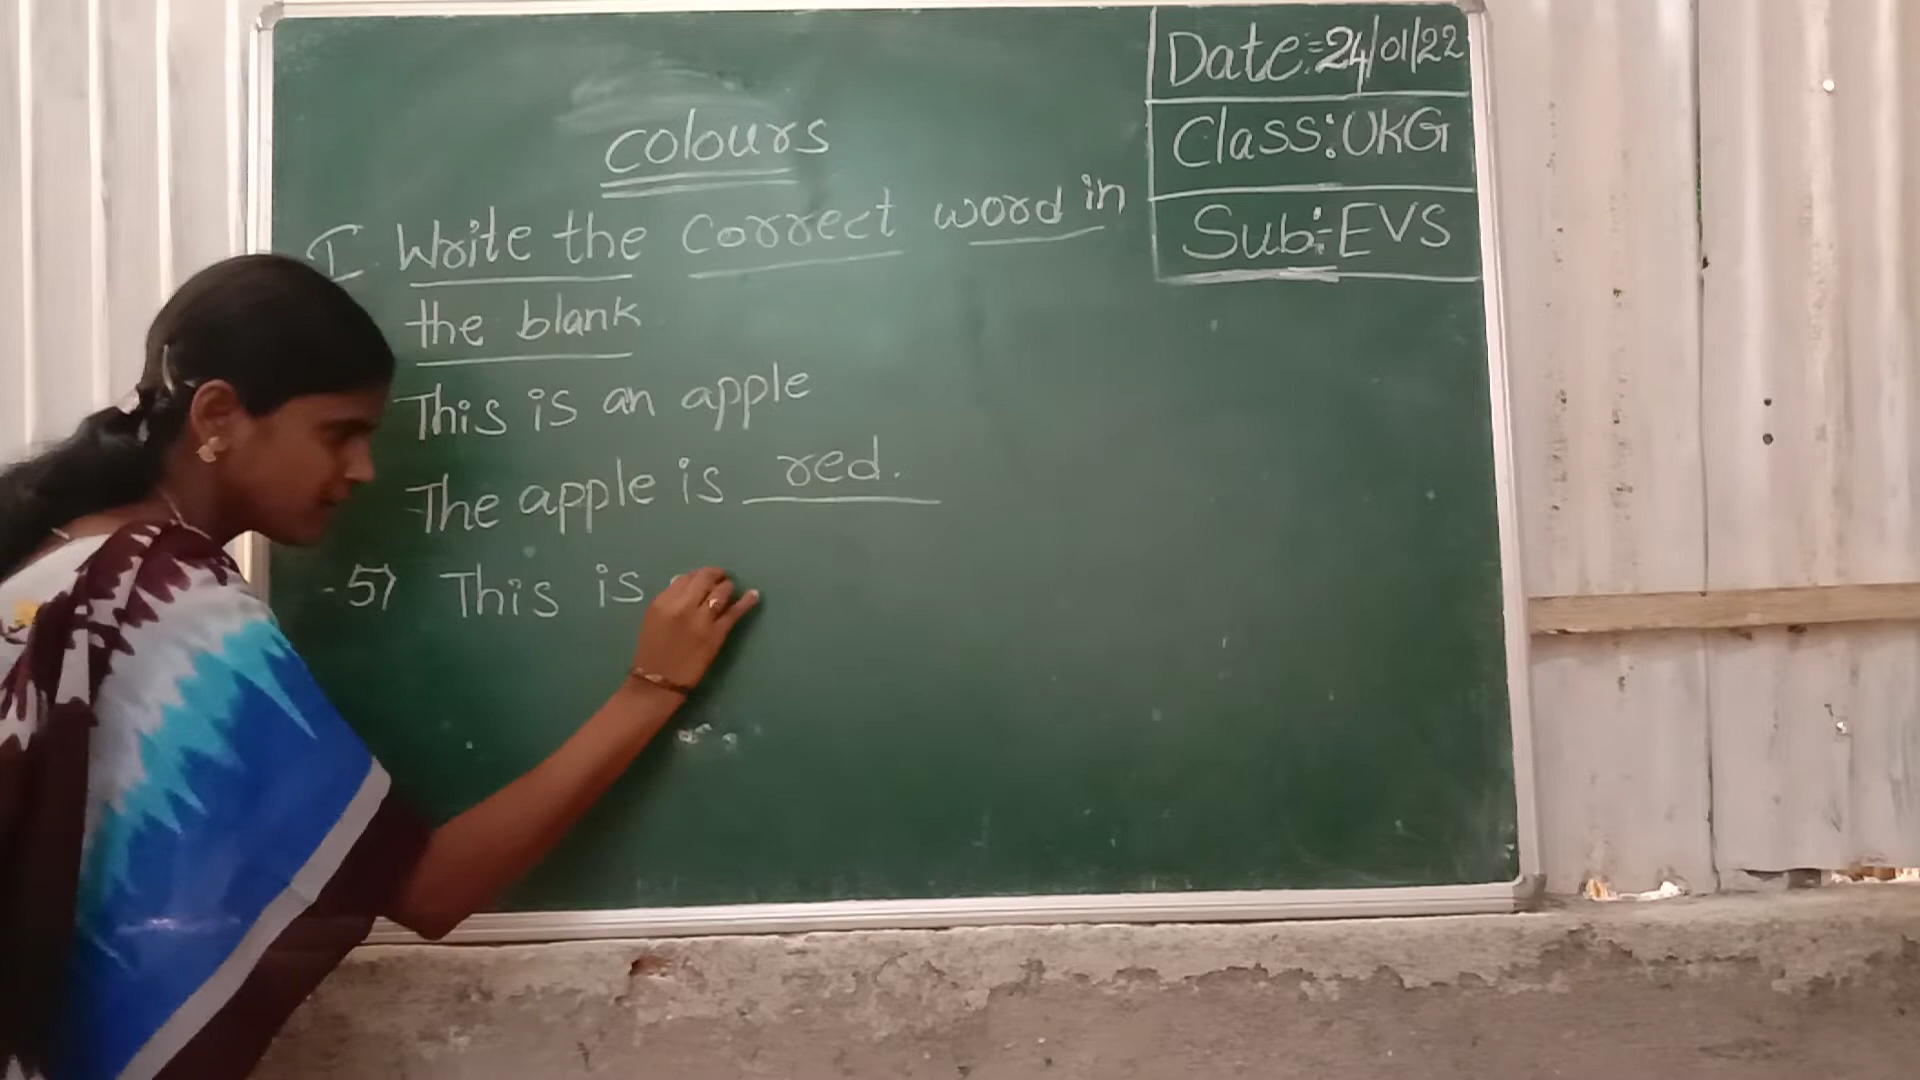 Date:-24/01/22
Class:UKG
Sub:-EVS
colours
I Write the Correct word in
the blank
This is an apple
The apple is red.
-57 This is